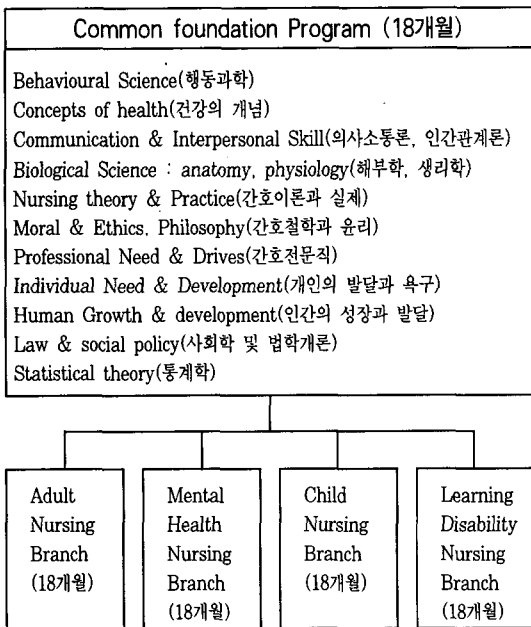 Common foundation Program (18개월)
Behavioural Science(행동과학)
Concepts of health(건강의 개념)
Communication & Interpersonal Skill(의사소통론, 인간관계론)
Biological Science : anatomy, physiology(해부학, 생리학)
Nursing theory & Practice(간호이론과 실제)
Moral & Ethics, Philosophy(간호철학과 윤리)
Professional Need & Drives(간호전문직)
Individual Need & Development(개인의 발달과 욕구)
Human Growth & development(인간의 성장과 발달)
Law & social policy(사회학 및 법학개론)
Statistical theory(통계학)
Adult
Nursing
Branch
(18개월)
Mental
Health
Nursing
Branch
(18개월)
Child
Nursing
Branch
(18개월)
Learning
Disability
Nursing
Branch
(18개월)